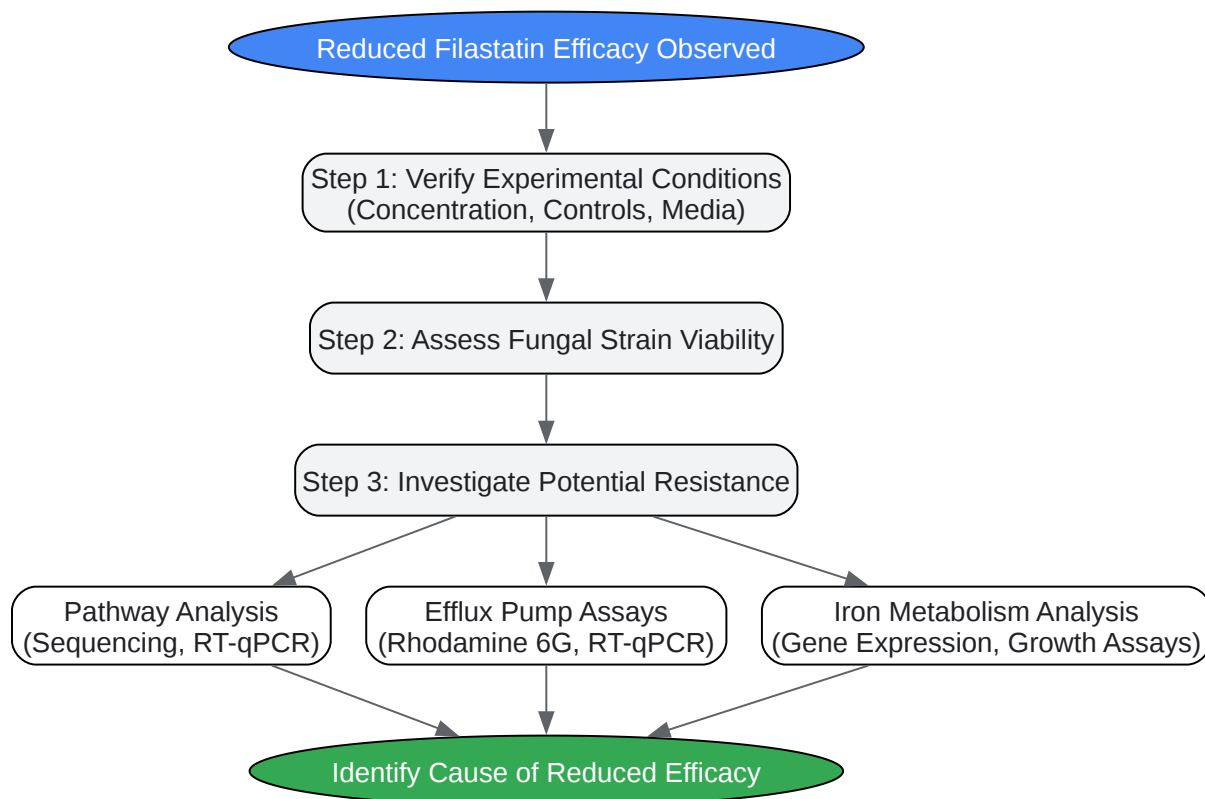 Reduced Filastatin Efficacy Observed
Step 1: Verify Experimental Conditions
(Concentration, Controls, Media)
Step 2: Assess Fungal Strain Viability
Step 3: Investigate Potential Resistance
Pathway Analysis
(Sequencing, RT-qPCR)
Efflux Pump Assays
(Rhodamine 6G, RT-qPCR)
Iron Metabolism Analysis
(Gene Expression, Growth Assays)
Identify Cause of Reduced Efficacy